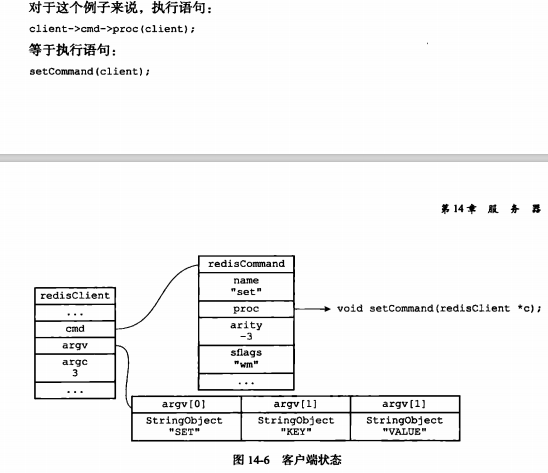 对于这个例子来说，执行语句：
client->cmd->proc(client);
等于执行语句：
setCommand(client);
第14章 服 务 器
redisCommand
name
"set"
proc
arity
-3
sflags
"wm"
...
void setCommand(redisClient *c);
redisClient
...
cmd
argv
argc
3
...
argv[0]
argv[1]
argv[1]
StringObject
"SET"
StringObject
"KEY"
StringObject
"VALUE"
图 14-6 客户端状态